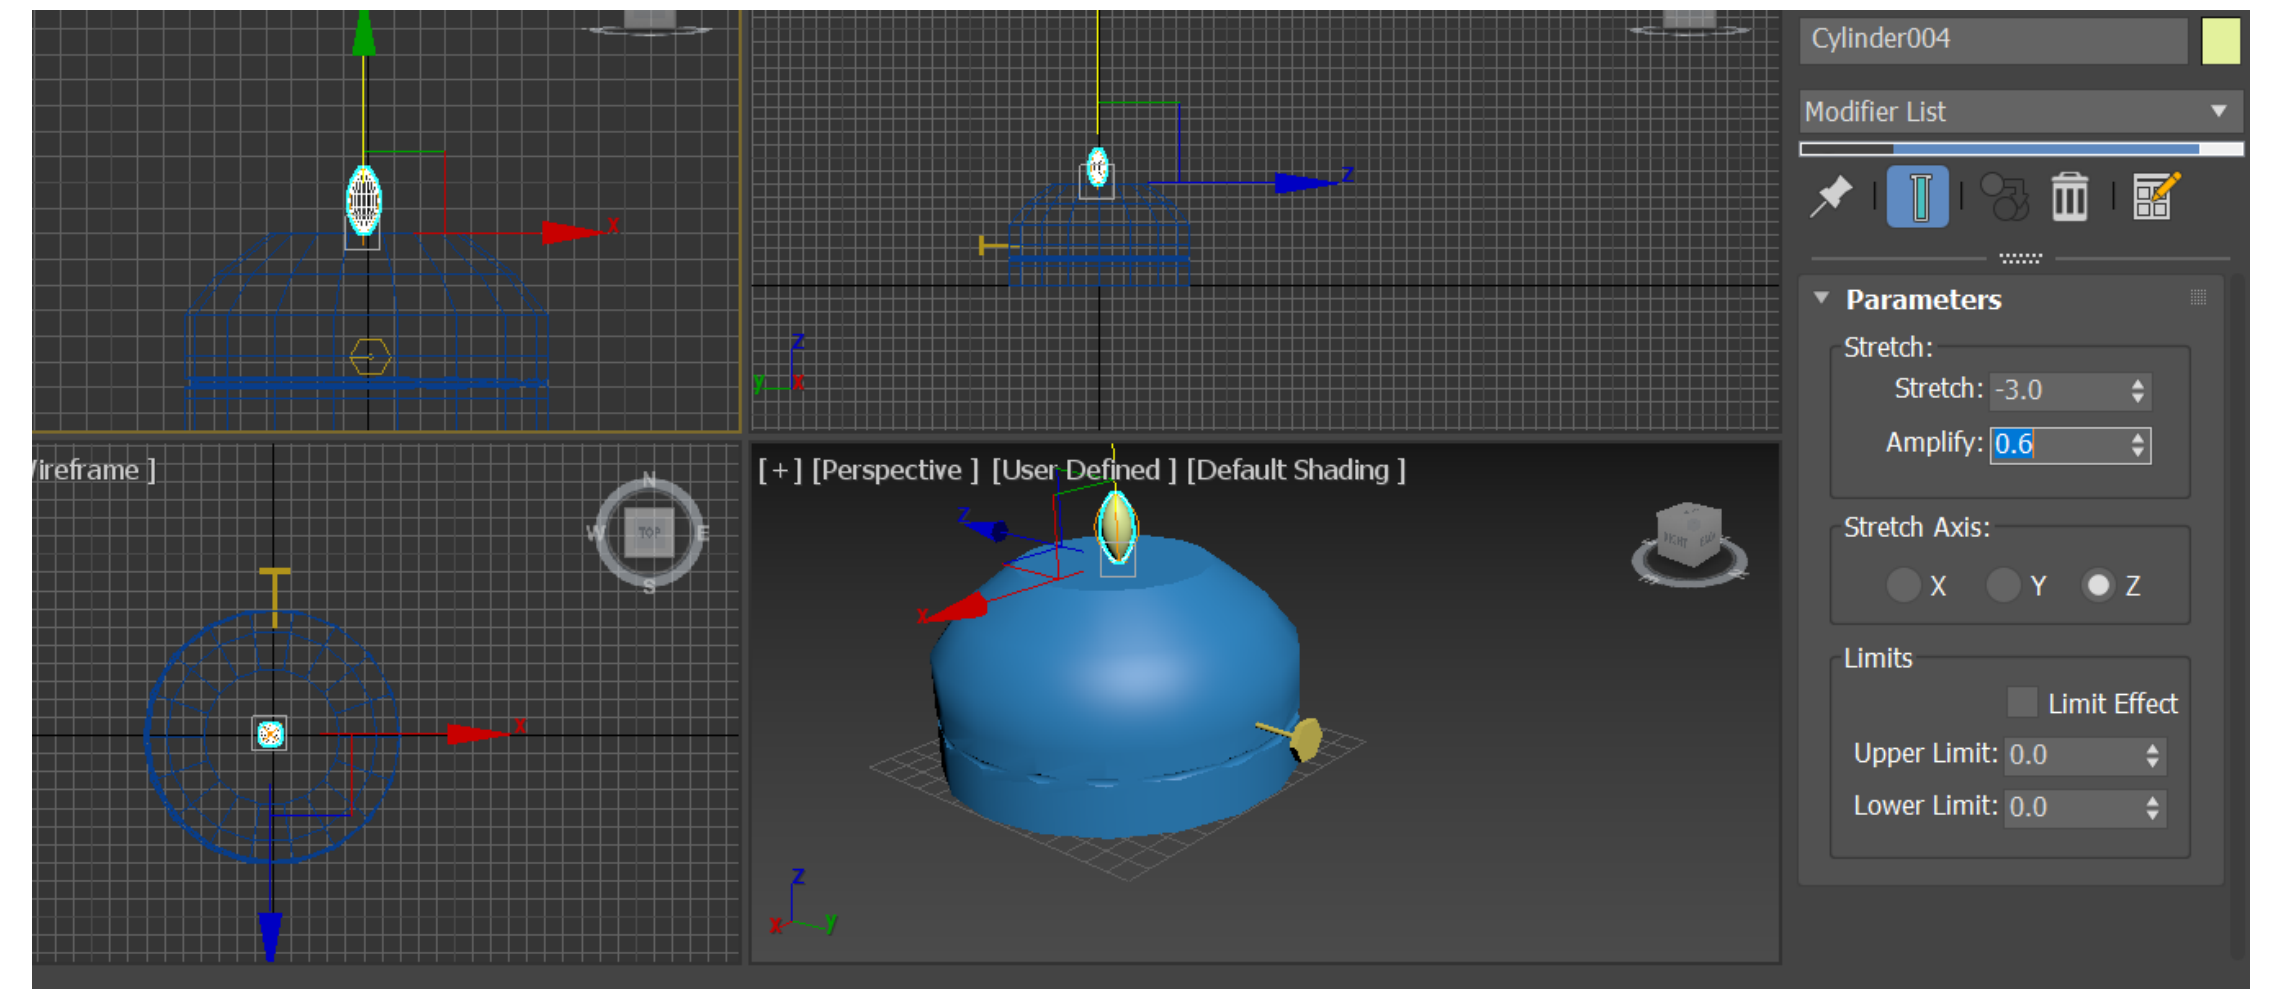 Cylinder004
Modifier List
x
z
Parameters
Stretch:
Stretch: -3.0
Amplify: 0.6
z
y x
ireframe ]
[ + ] [Perspective ] [User Defined ] [Default Shading ]
N
W TOP E
S
z
RIGHT
x
Stretch Axis:
X Y Z
Limits
Limit Effect
Upper Limit: 0.0
Lower Limit: 0.0
x
z
x y